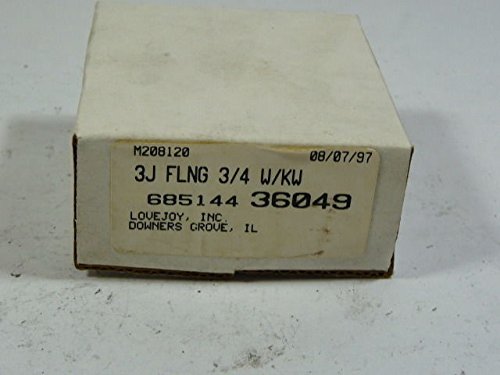 M208120 08/07/97
3J FLNG 3/4 W/KW
685144 36049
LOVEJOY, INC.
DOWNERS GROVE, IL